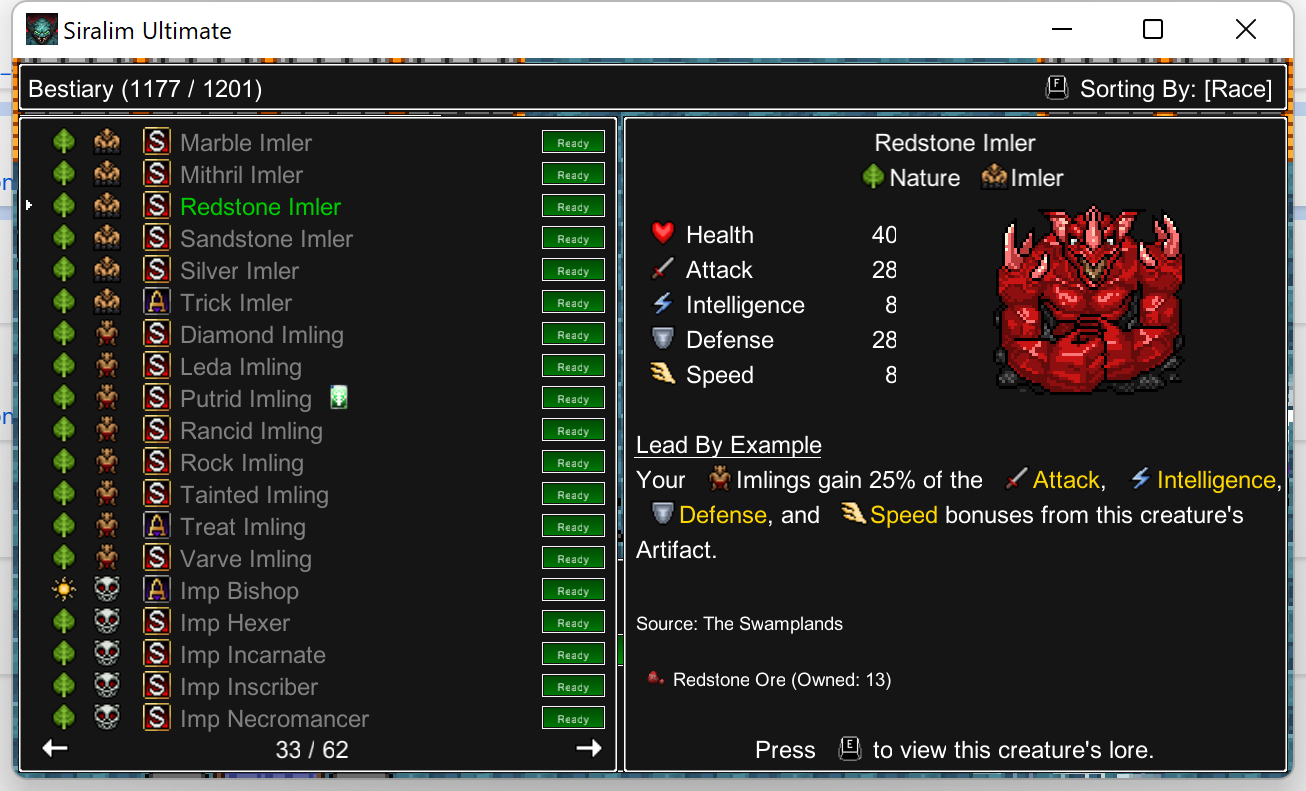 Siralim Ultimate
Bestiary (1177 / 1201)
F Sorting By: [Race]
S Marble Imler Ready
S Mithril Imler Ready
S Redstone Imler Ready
S Sandstone Imler Ready
S Silver Imler Ready
A Trick Imler Ready
S Diamond Imling Ready
S Leda Imling Ready
S Putrid Imling Ready
S Rancid Imling Ready
S Rock Imling Ready
S Tainted Imling Ready
A Treat Imling Ready
S Varve Imling Ready
A Imp Bishop Ready
S Imp Hexer Ready
S Imp Incarnate Ready
S Imp Inscriber Ready
S Imp Necromancer Ready
33 / 62
Redstone Imler
Nature Imler
Health 40
Attack 28
Intelligence 8
Defense 28
Speed 8
Lead By Example
Your Imlings gain 25% of the Attack, Intelligence,
Defense, and Speed bonuses from this creature's
Artifact.
Source: The Swamplands
Redstone Ore (Owned: 13)
Press E to view this creature's lore.